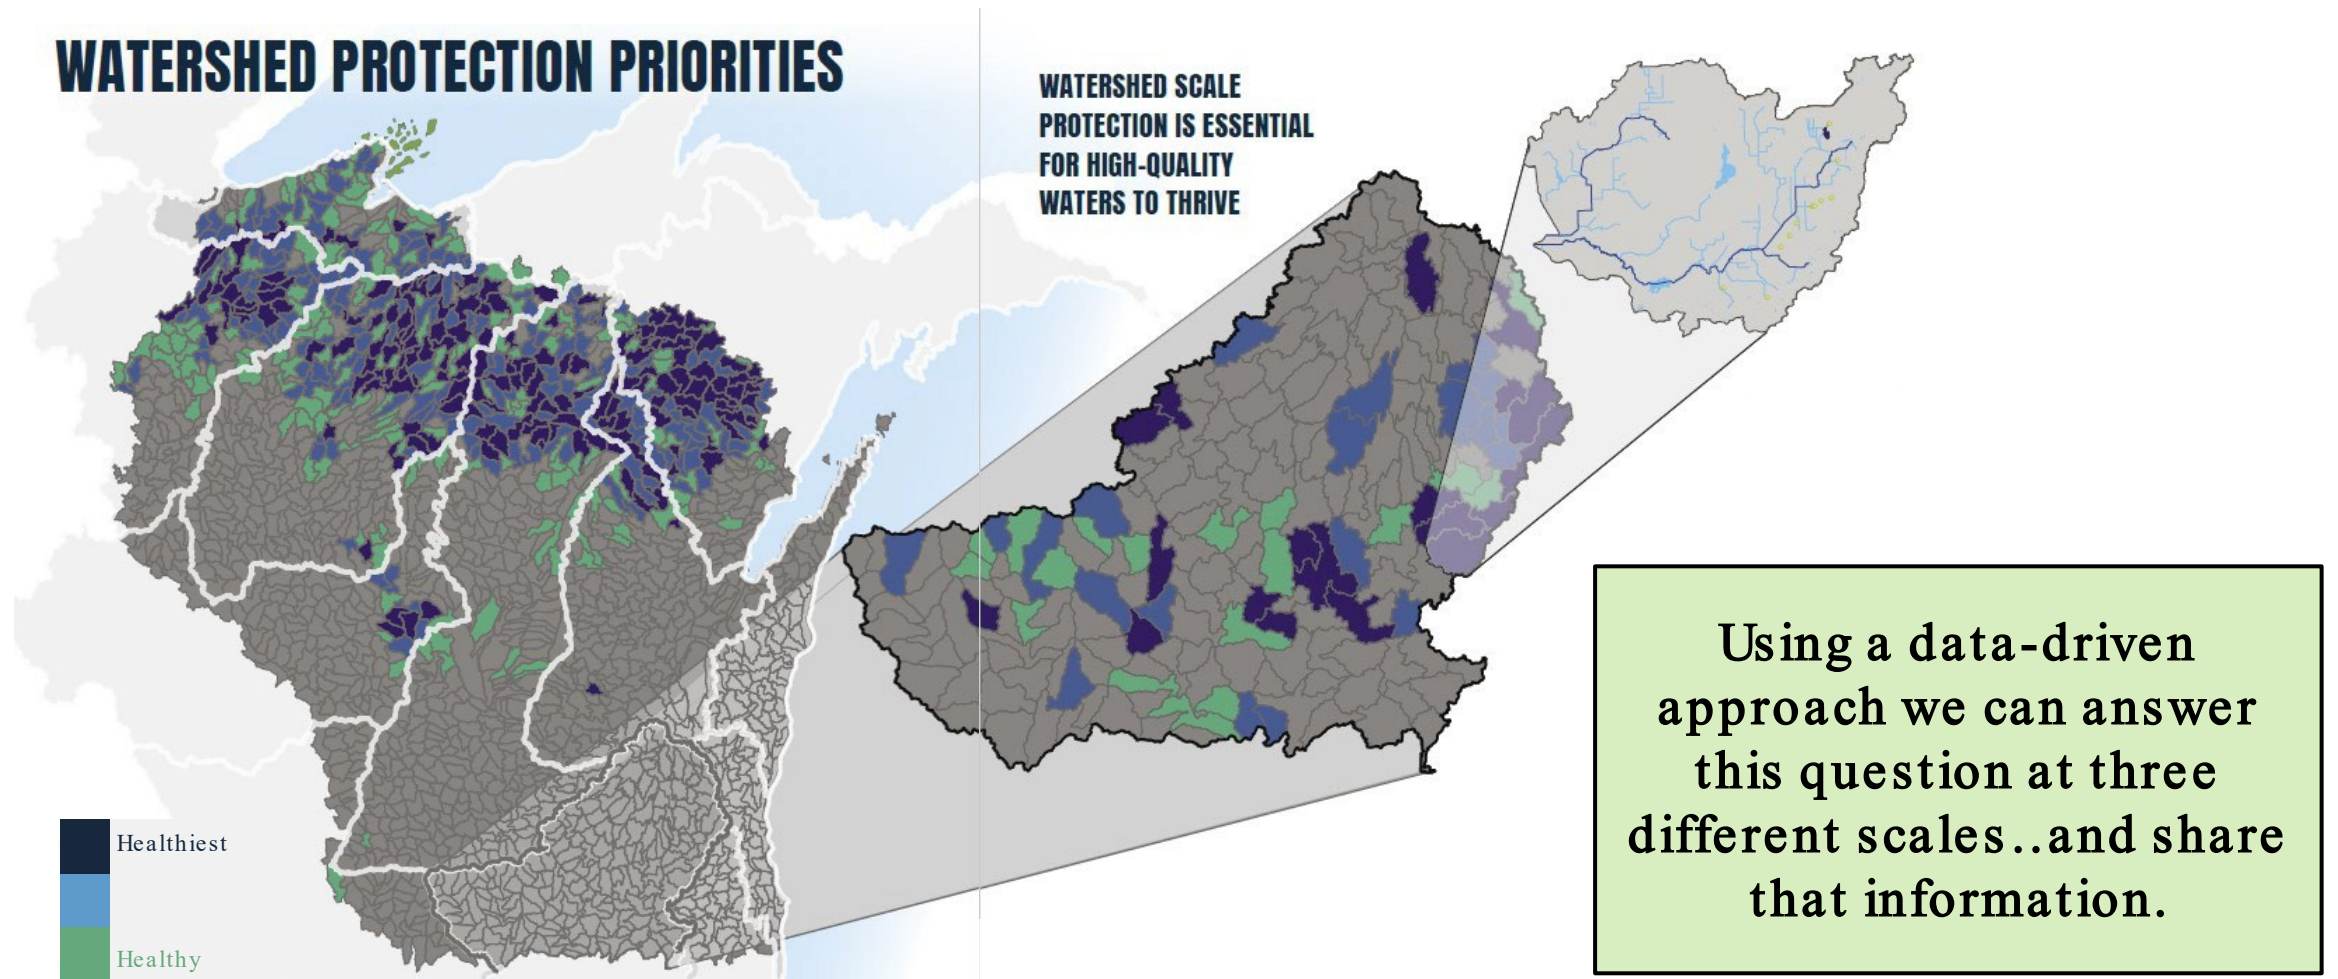 WATERSHED PROTECTION PRIORITIES
WATERSHED SCALE
PROTECTION IS ESSENTIAL
FOR HIGH-QUALITY
WATERS TO THRIVE
Healthiest
Healthy
Using a data-driven
approach we can answer
this question at three
different scales..and share
that information.